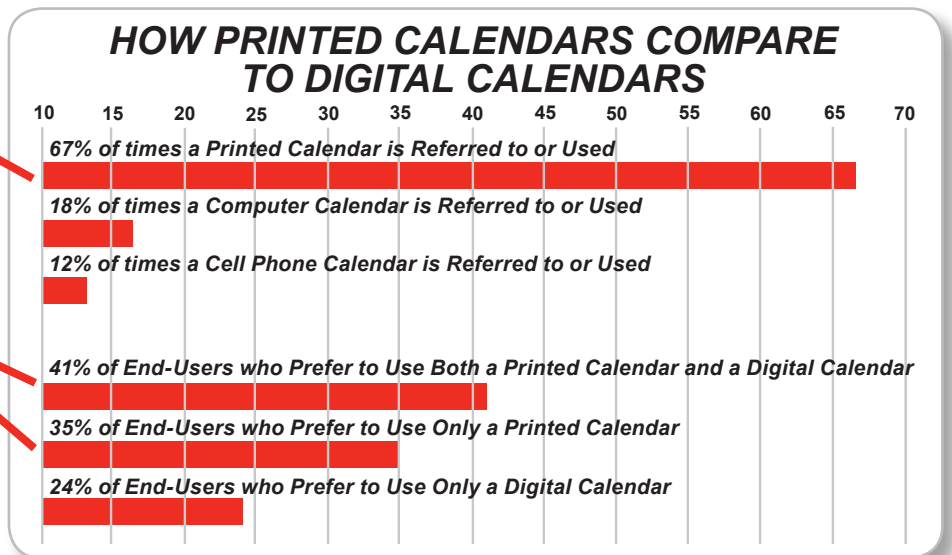 HOW PRINTED CALENDARS COMPARE
TO DIGITAL CALENDARS
10 15 20 25 30 35 40 45 50 55 60 65 70
67% of times a Printed Calendar is Referred to or Used
18% of times a Computer Calendar is Referred to or Used
12% of times a Cell Phone Calendar is Referred to or Used
41% of End-Users who Prefer to Use Both a Printed Calendar and a Digital Calendar
35% of End-Users who Prefer to Use Only a Printed Calendar
24% of End-Users who Prefer to Use Only a Digital Calendar